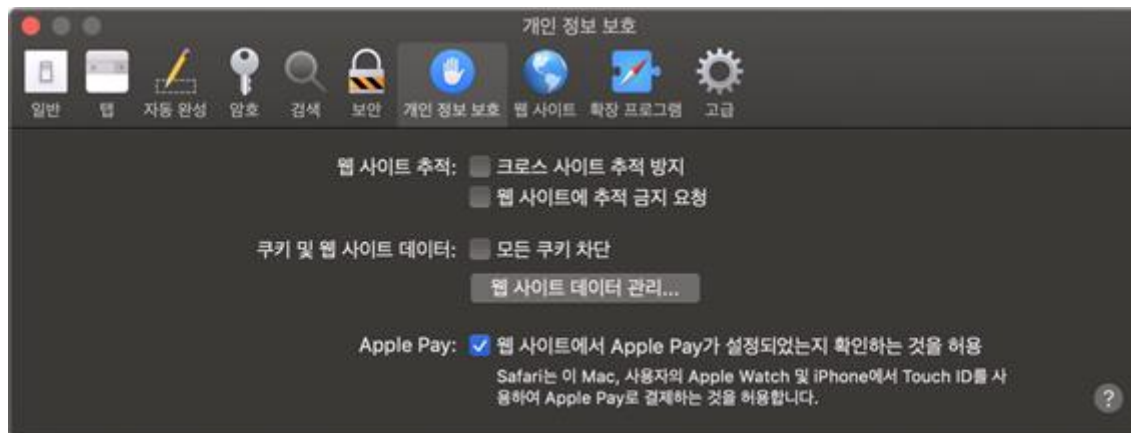 개인 정보 보호
일반 탭 자동 완성 암호 검색 보안 개인 정보 보호 웹 사이트 확장 프로그램 고급
웹 사이트 추적: 크로스 사이트 추적 방지
웹 사이트에 추적 금지 요청
쿠키 및 웹 사이트 데이터: 모든 쿠키 차단
웹 사이트 데이터 관리...
Apple Pay: 웹 사이트에서 Apple Pay가 설정되었는지 확인하는 것을 허용
Safari는 이 Mac, 사용자의 Apple Watch 및 iPhone에서 Touch ID를 사
용하여 Apple Pay로 결제하는 것을 허용합니다.
?